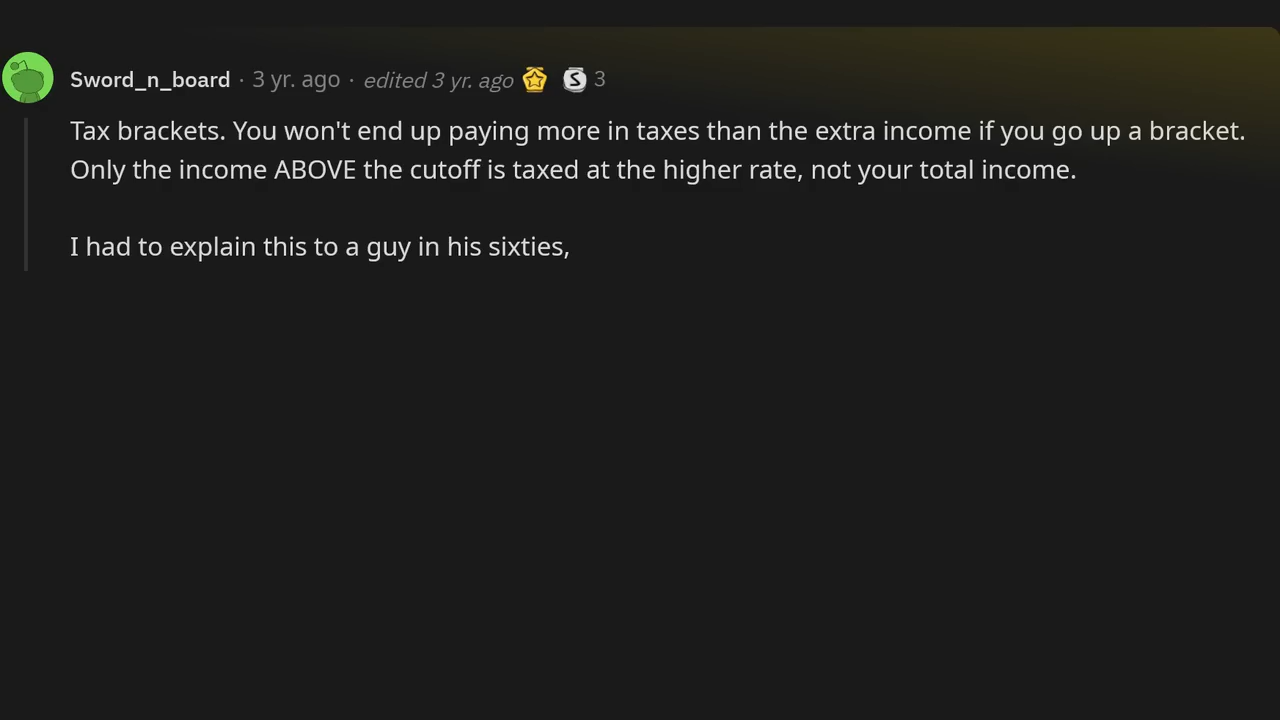 Sword_n_board · 3 yr. ago · edited 3 yr. ago S 3
Tax brackets. You won't end up paying more in taxes than the extra income if you go up a bracket.
Only the income ABOVE the cutoff is taxed at the higher rate, not your total income.
I had to explain this to a guy in his sixties,